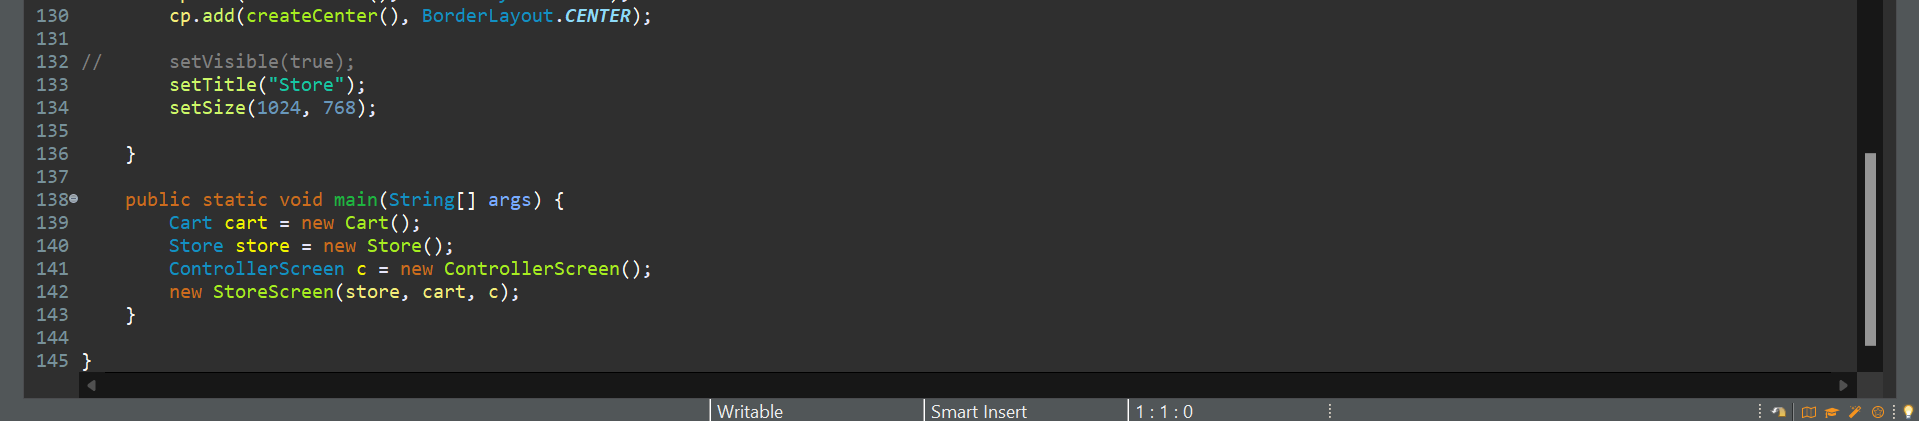 130        cp.add(createCenter(), BorderLayout.CENTER);
131
132 //      setVisible(true);
133        setTitle("Store");
134        setSize(1024, 768);
135
136    }
137
138    public static void main(String[] args) {
139        Cart cart = new Cart();
140        Store store = new Store();
141        ControllerScreen c = new ControllerScreen();
142        new StoreScreen(store, cart, c);
143    }
144
145 }
Writable Smart Insert 1 : 1 : 0